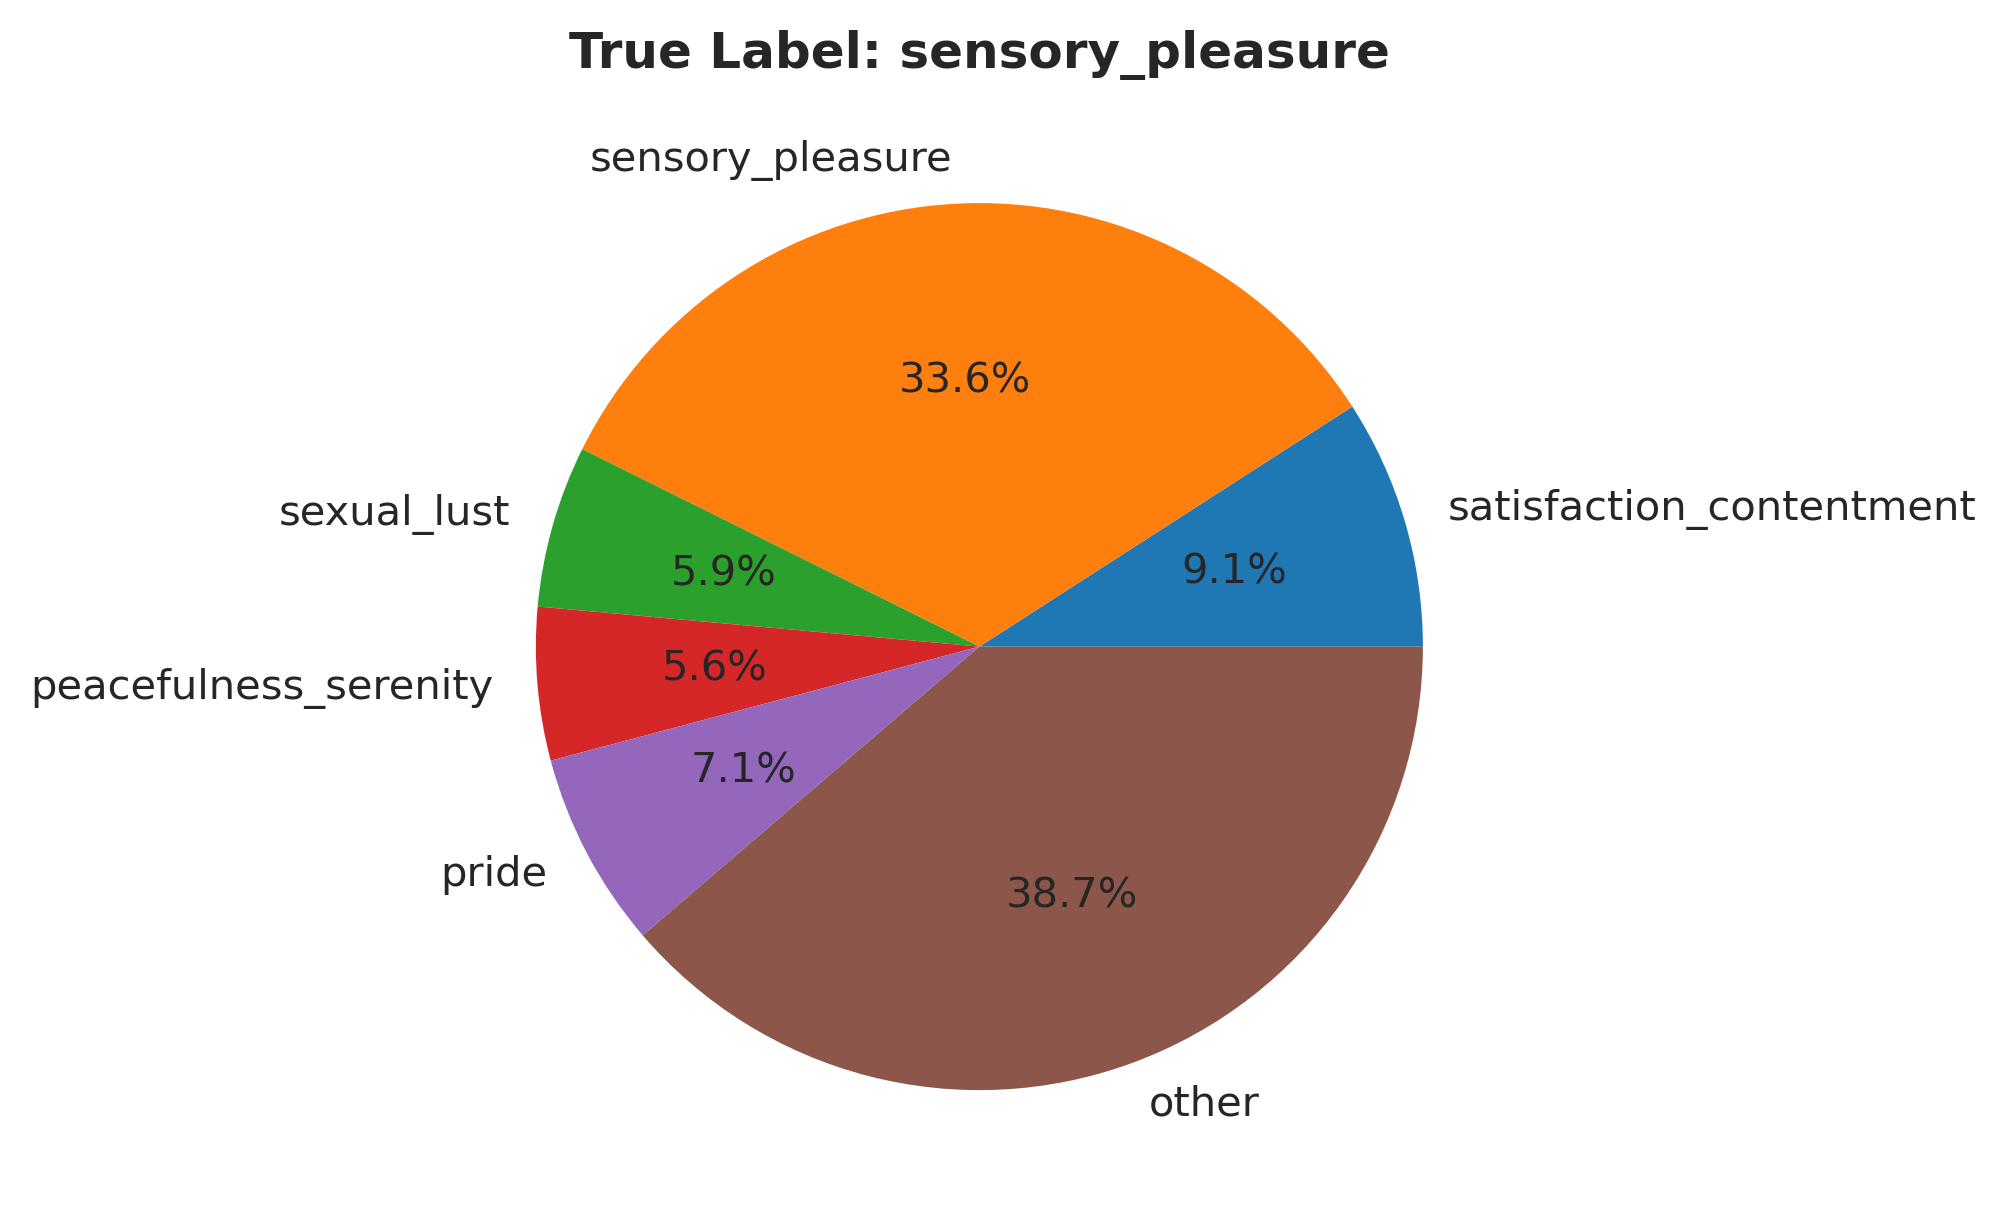 True Label: sensory_pleasure
sensory_pleasure
33.6%
satisfaction_contentment
9.1%
sexual_lust
5.9%
peacefulness_serenity
5.6%
7.1%
pride
38.7%
other